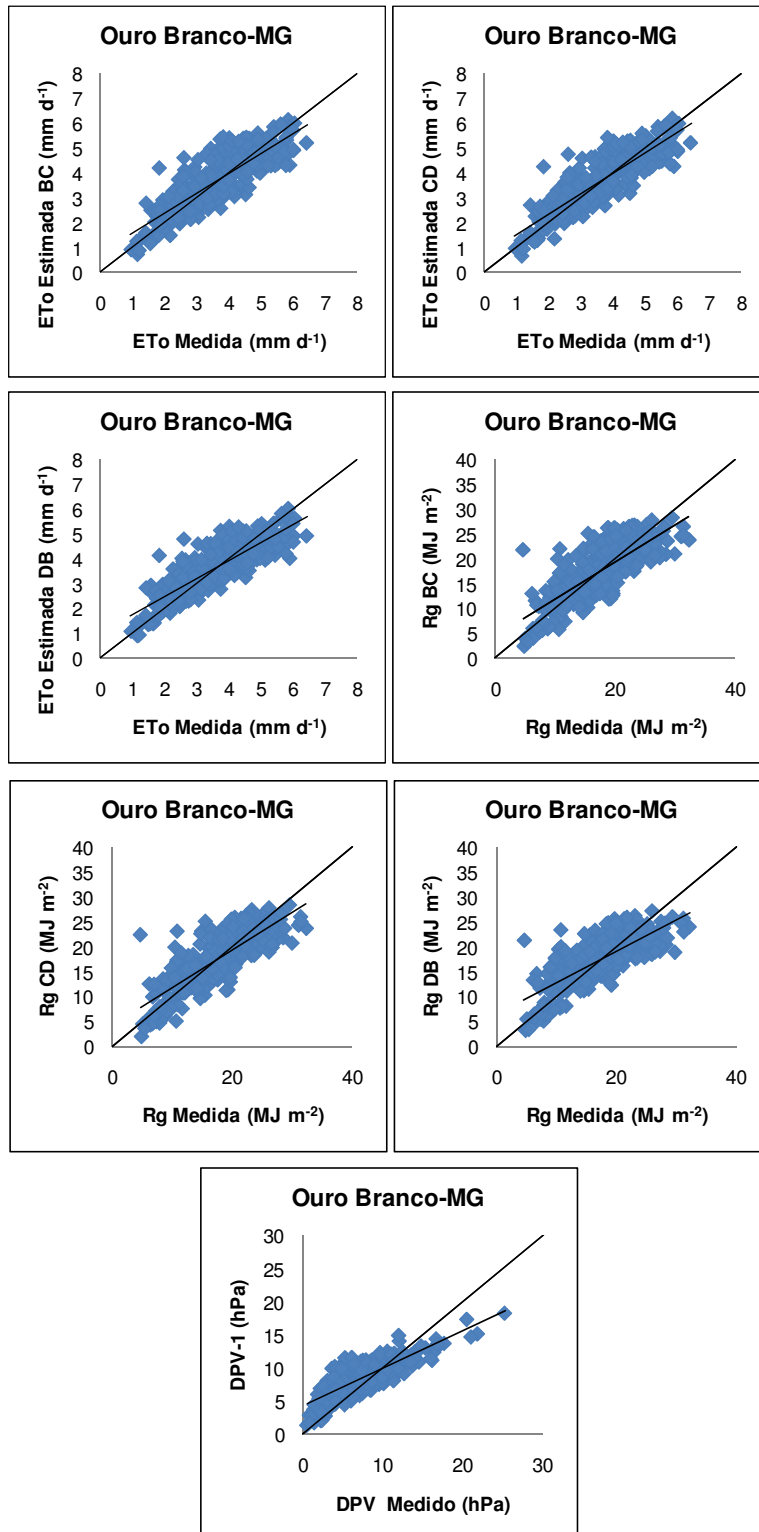 Ouro Branco-MG
ETo Estimada BC (mm d-1)
8
7
6
5
4
3
2
1
0
0 1 2 3 4 5 6 7 8
ETo Medida (mm d-1)
Ouro Branco-MG
ETo Estimada CD (mm d-1)
8
7
6
5
4
3
2
1
0
0 1 2 3 4 5 6 7 8
ETo Medida (mm d-1)
Ouro Branco-MG
ETo Estimada DB (mm d-1)
8
7
6
5
4
3
2
1
0
0 1 2 3 4 5 6 7 8
ETo Medida (mm d-1)
Ouro Branco-MG
Rg BC (MJ m-2)
40
35
30
25
20
15
10
5
0
0 20 40
Rg Medida (MJ m-2)
Ouro Branco-MG
Rg CD (MJ m-2)
40
35
30
25
20
15
10
5
0
0 20 40
Rg Medida (MJ m-2)
Ouro Branco-MG
Rg DB (MJ m-2)
40
35
30
25
20
15
10
5
0
0 20 40
Rg Medida (MJ m-2)
Ouro Branco-MG
DPV-1 (hPa)
30
25
20
15
10
5
0
0 10 20 30
DPV Medido (hPa)